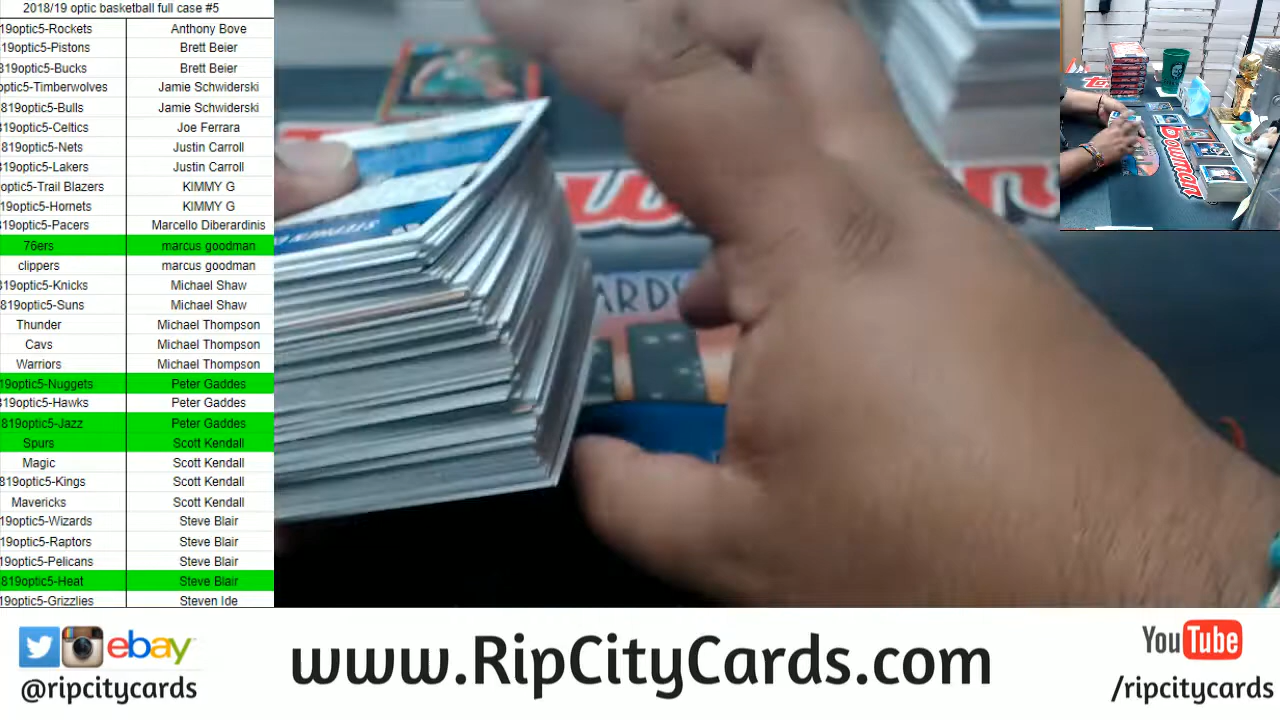 2018/19 optic basketball full case #5
19optic5-Rockets Anthony Bove
19optic5-Pistons Brett Beier
819optic5-Bucks Brett Beier
optic5-Timberwolves Jamie Schwiderski
819optic5-Bulls Jamie Schwiderski
819optic5-Celtics Joe Ferrara
819optic5-Nets Justin Carroll
819optic5-Lakers Justin Carroll
optic5-Trail Blazers KIMMY G
19optic5-Hornets KIMMY G
819optic5-Pacers Marcello Diberardinis
76ers marcus goodman
clippers marcus goodman
819optic5-Knicks Michael Shaw
819optic5-Suns Michael Shaw
Thunder Michael Thompson
Cavs Michael Thompson
Warriors Michael Thompson
19optic5-Nuggets Peter Gaddes
19optic5-Hawks Peter Gaddes
819optic5-Jazz Peter Gaddes
Spurs Scott Kendall
Magic Scott Kendall
819optic5-Kings Scott Kendall
Mavericks Scott Kendall
19optic5-Wizards Steve Blair
19optic5-Raptors Steve Blair
19optic5-Pelicans Steve Blair
819optic5-Heat Steve Blair
19optic5-Grizzlies Steven Ide
ARDS
Bowman
ebay
@ripcitycards
www.RipCityCards.com
YouTube
/ripcitycards